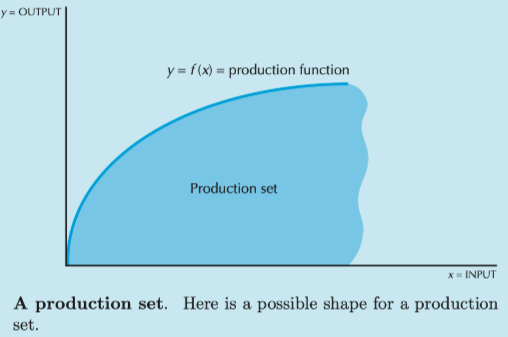 y = OUTPUT
y = f(x) = production function
Production set
x = INPUT
A production set. Here is a possible shape for a production
set.